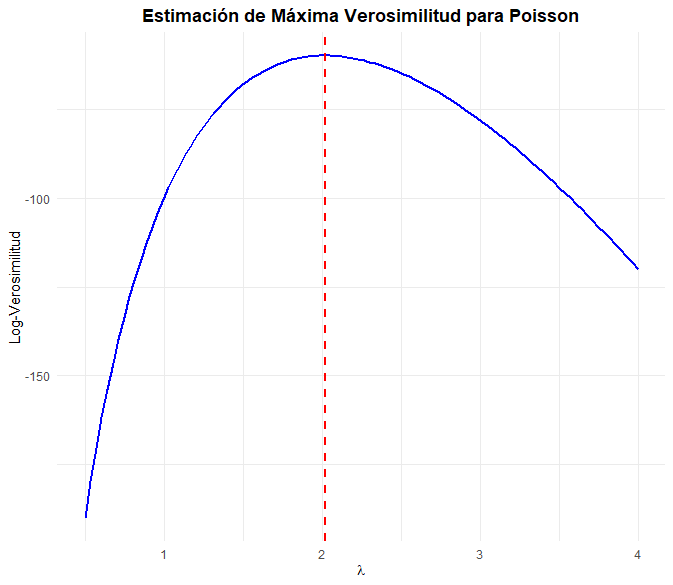 Estimación de Máxima Verosimilitud para Poisson
-100
-150
Log-Verosimilitud
1 2 3 4
λ